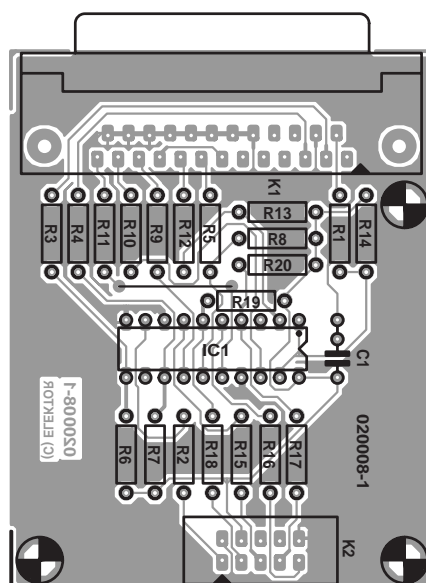 K1
R3
R4
R11
R10
R9
R12
R5
R13
R8
R20
R1
R14
R19
IC1
C1
(C) ELEKTOR
020008-1
020008-1
R6
R7
R2
R18
R15
R16
R17
K2